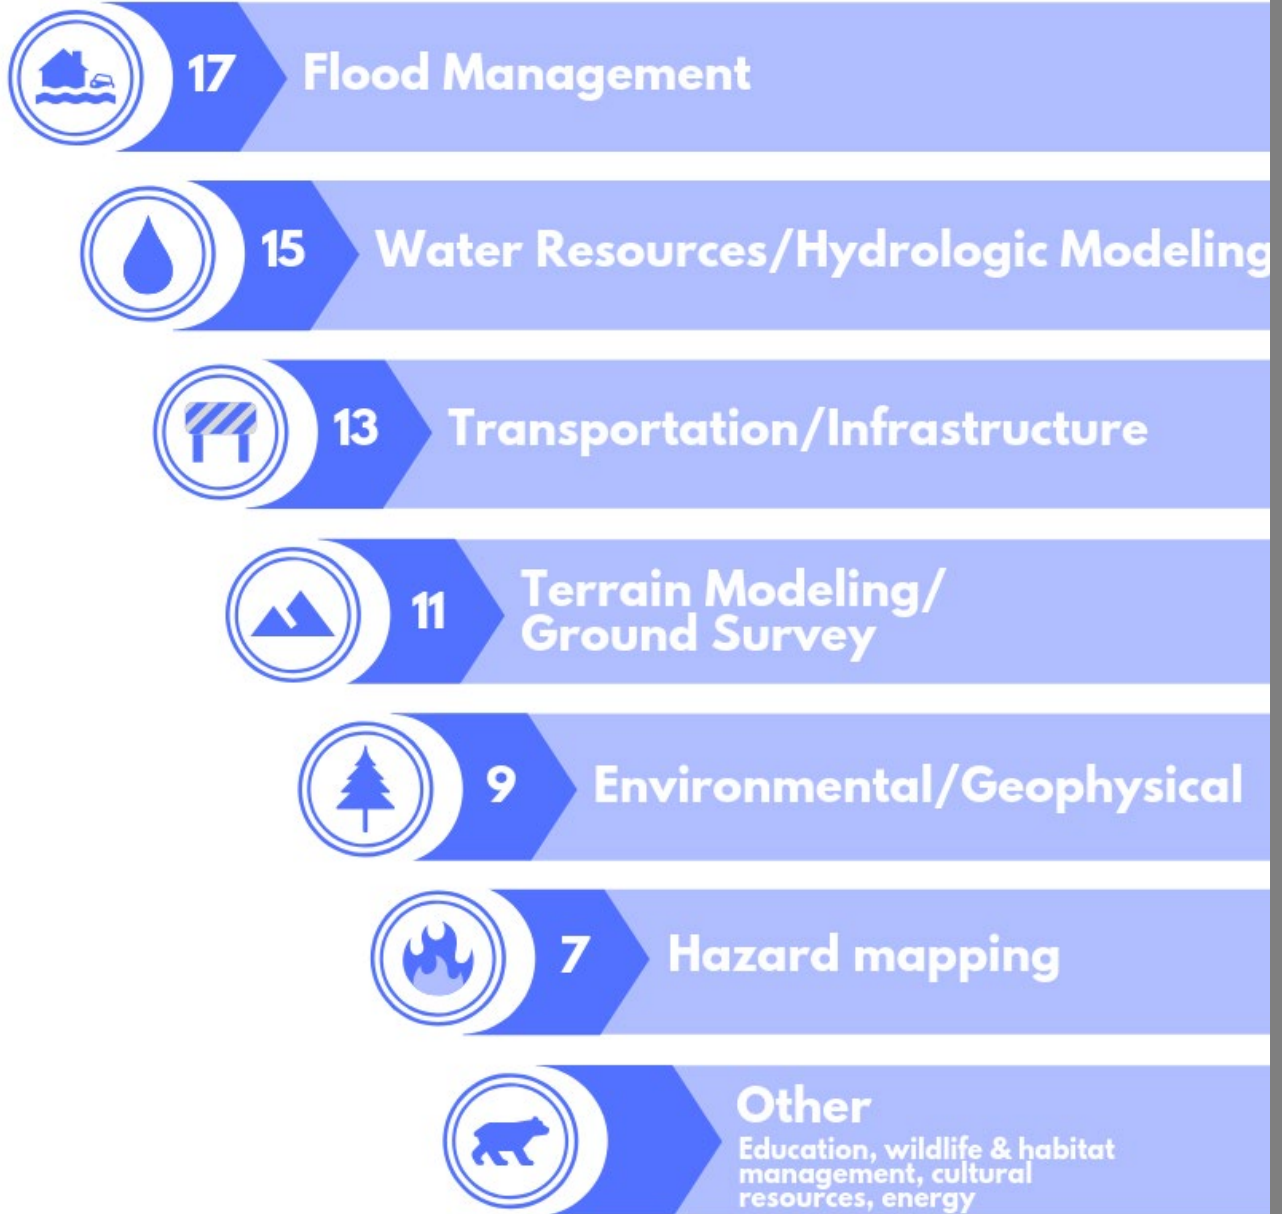 17 Flood Management
15 Water Resources/Hydrologic Modeling
13 Transportation/Infrastructure
11 Terrain Modeling/
Ground Survey
9 Environmental/Geophysical
7 Hazard mapping
Other
Education, wildlife & habitat
management, cultural
resources, energy